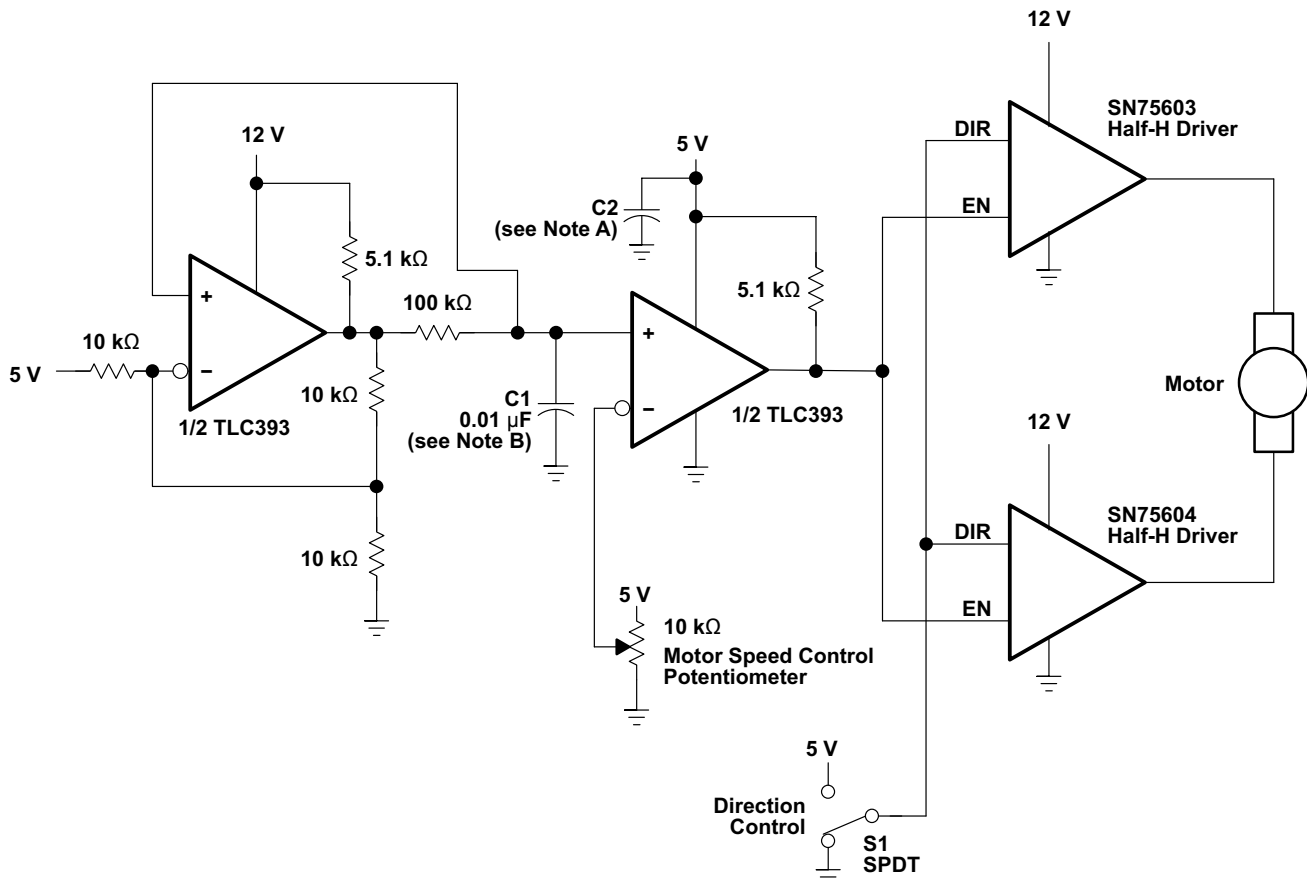 12 V
SN75603
Half-H Driver
DIR
EN
12 V
5 V
C2
(see Note A)
5.1 kΩ
5.1 kΩ
100 kΩ
+
−
10 kΩ
5 V
1/2 TLC393
10 kΩ
10 kΩ
C1
0.01 µF
(see Note B)
+
−
1/2 TLC393
Motor
12 V
SN75604
Half-H Driver
DIR
EN
5 V
10 kΩ
Motor Speed Control
Potentiometer
5 V
Direction
Control
S1
SPDT